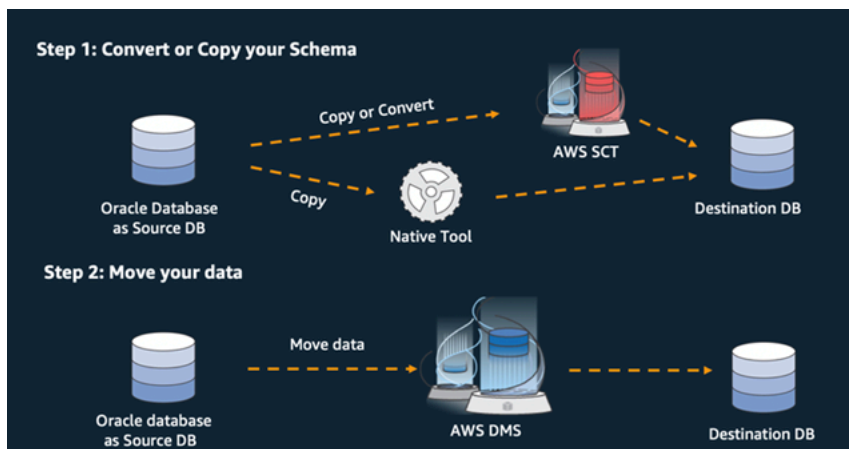 Step 1: Convert or Copy your Schema
Copy or Convert
AWS SCT
Oracle Database
as Source DB
Copy
Native Tool
Destination DB
Step 2: Move your data
Move data
Oracle database
as Source DB
AWS DMS
Destination DB